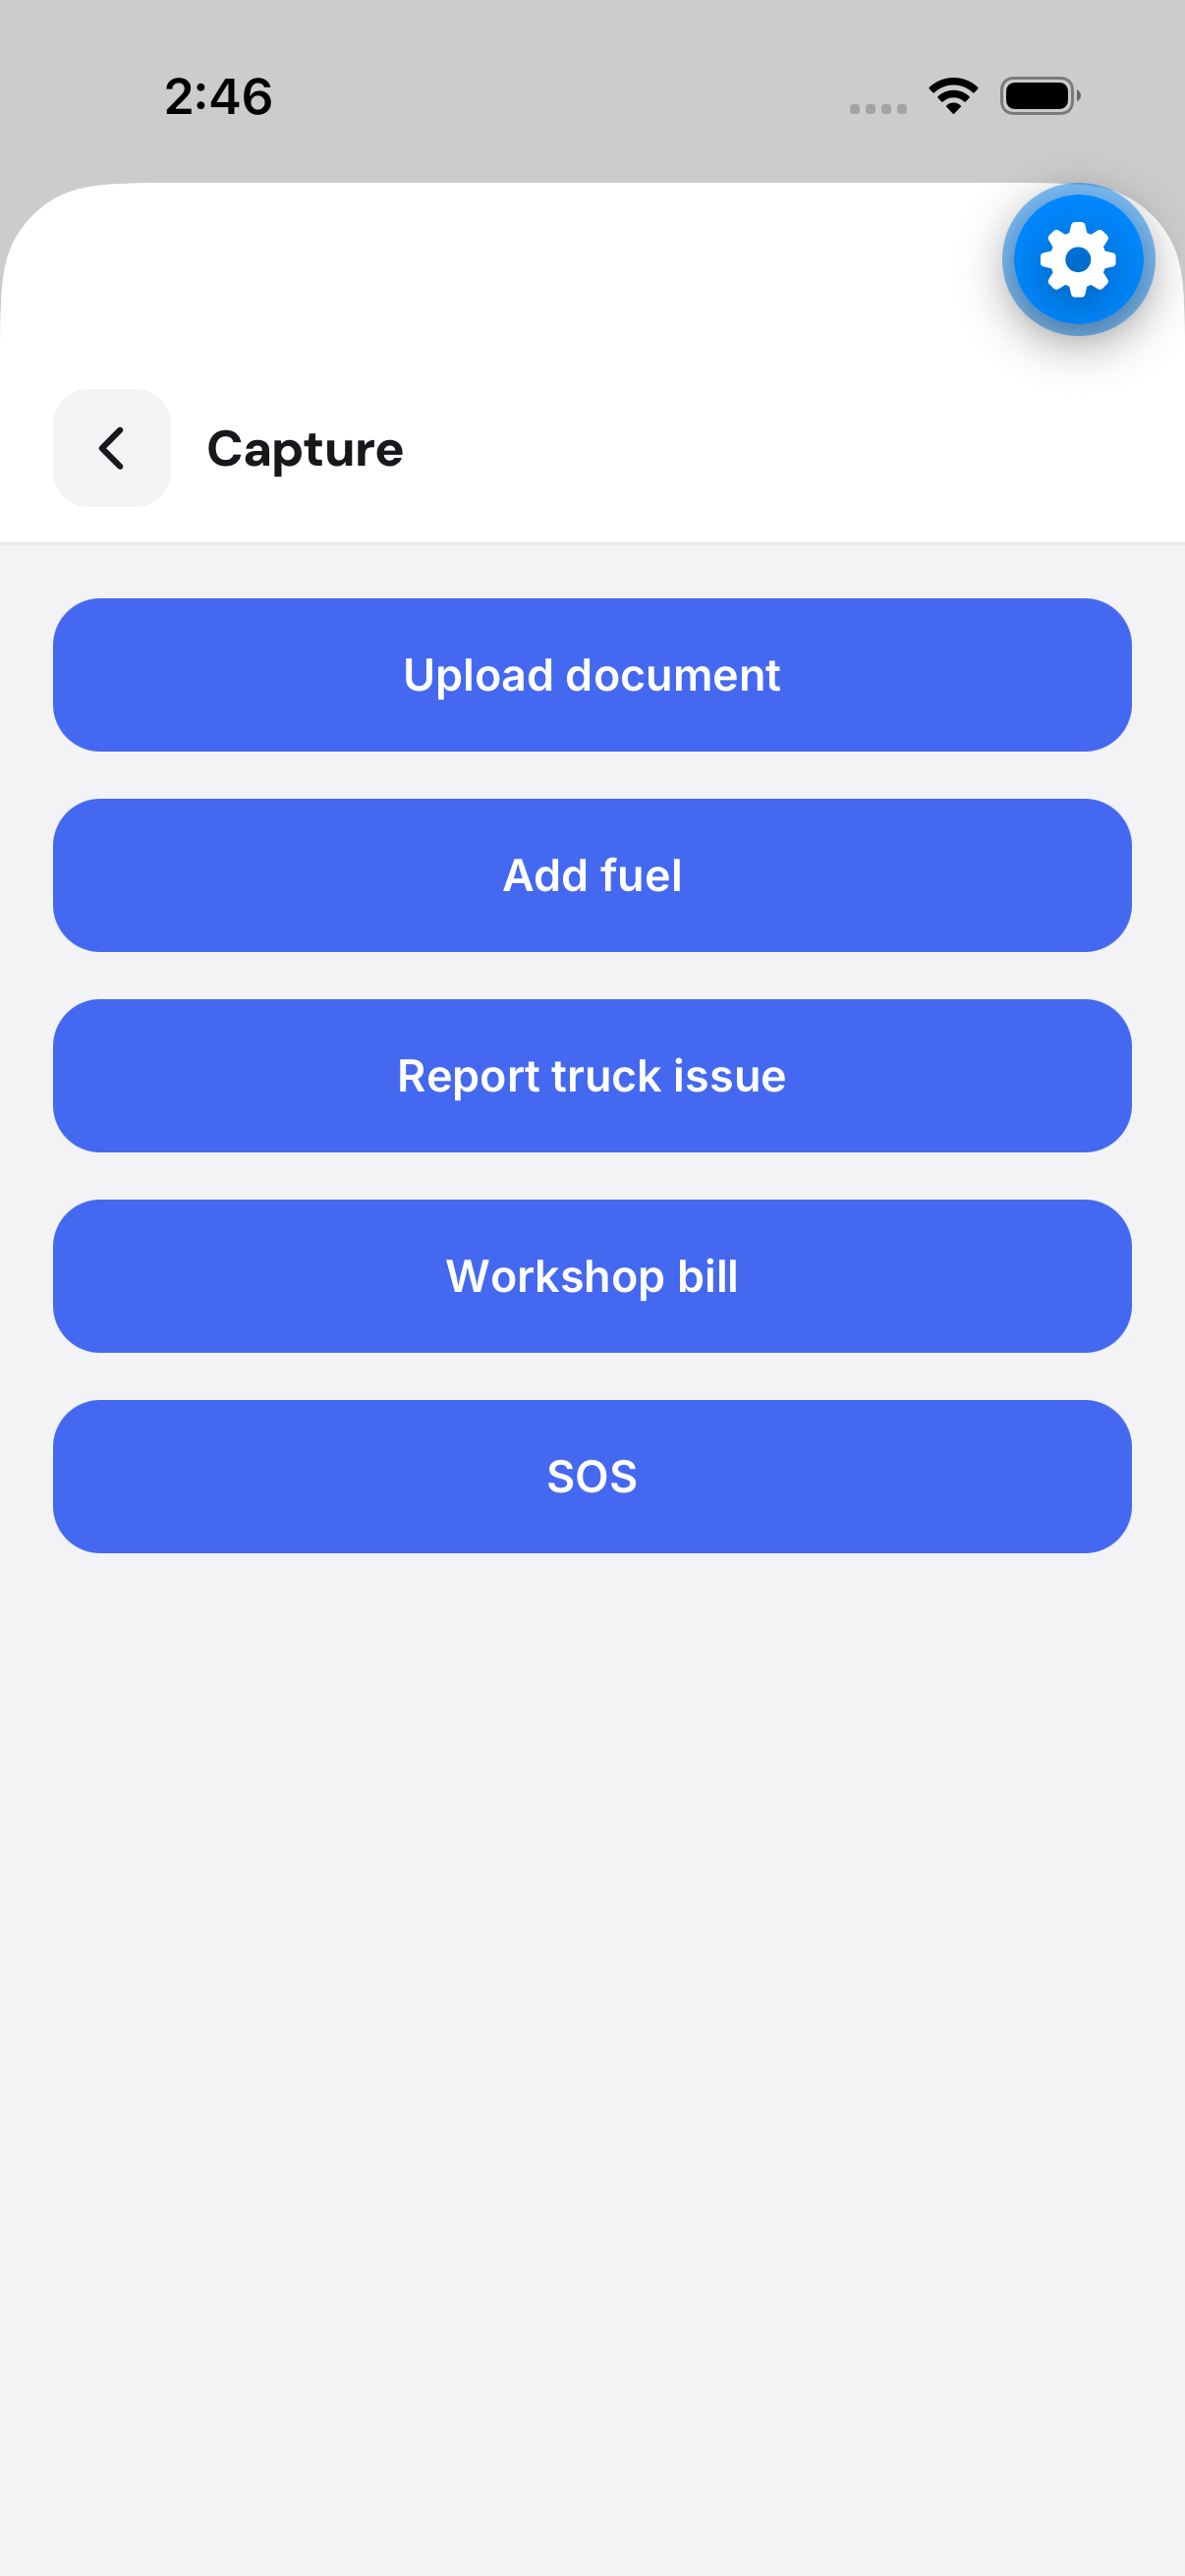 2:46
Capture
Upload document
Add fuel
Report truck issue
Workshop bill
SOS